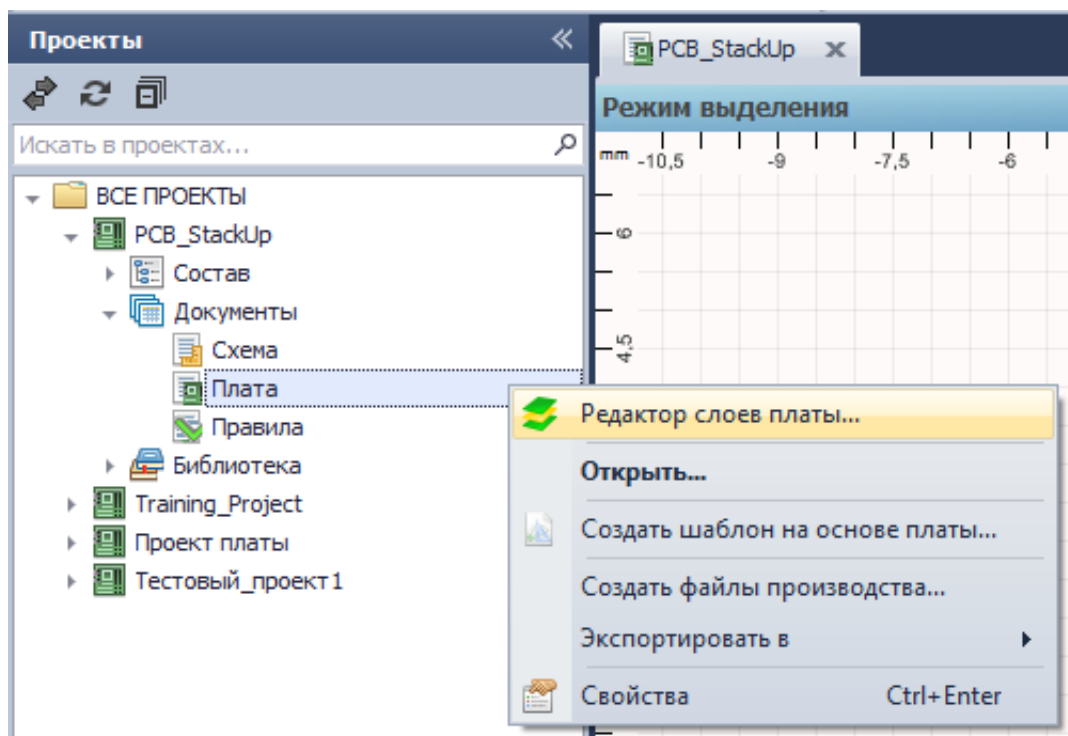 Проекты
PCB_StackUp
Режим выделения
Искать в проектах...
mm -10,5 -9 -7,5 -6
ВСЕ ПРОЕКТЫ
PCB_StackUp
6
Состав
Документы
Схема
4,5
Плата
Правила
Библиотека
Training_Project
Проект платы
Тестовый_проект1
Редактор слоев платы...
Открыть...
Создать шаблон на основе платы...
Создать файлы производства...
Экспортировать в
Свойства Ctrl+Enter